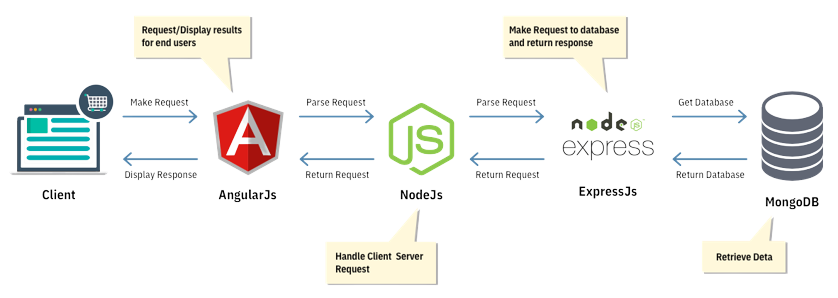 Request/Display results
for end users
Make Request to database
and return response
Make Request
Parse Request
Parse Request
Get Database
A
JS
node JS
express
Display Response
Return Request
Return Request
Return Database
Client
AngularJs
NodeJs
ExpressJs
MongoDB
Handle Client Server
Request
Retrieve Deta